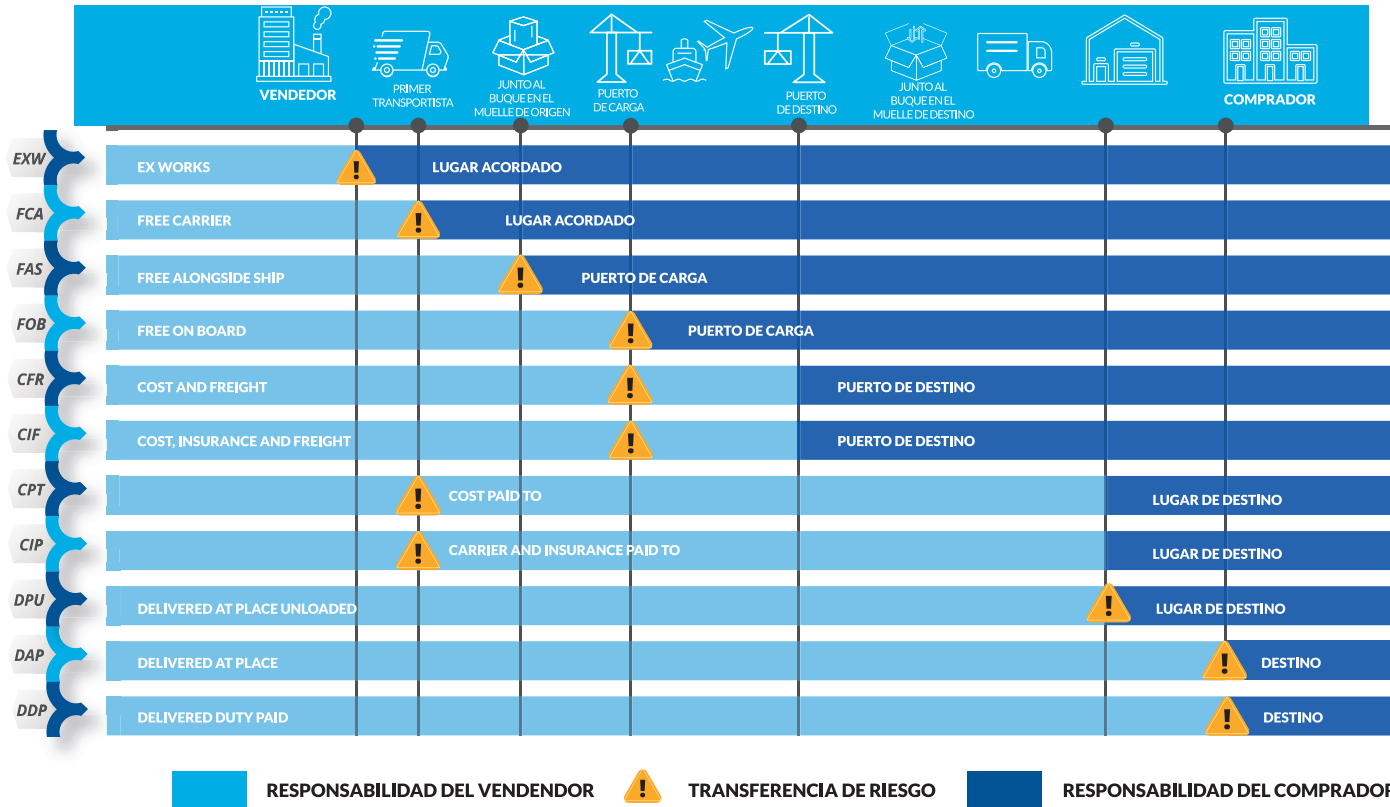 VENDEDOR
PRIMER
TRANSPORTISTA
JUNTO AL
BUQUE EN EL
MUELLE DE ORIGEN
PUERTO
DE CARGA
PUERTO
DE DESTINO
JUNTO AL
BUQUE EN EL
MUELLE DE DESTINO
COMPRADOR
EXW
EX WORKS
LUGAR ACORDADO
FCA
FREE CARRIER
LUGAR ACORDADO
FAS
FREE ALONGSIDE SHIP
PUERTO DE CARGA
FOB
FREE ON BOARD
PUERTO DE CARGA
CFR
COST AND FREIGHT
PUERTO DE DESTINO
CIF
COST, INSURANCE AND FREIGHT
PUERTO DE DESTINO
CPT
COST PAID TO
LUGAR DE DESTINO
CIP
CARRIER AND INSURANCE PAID TO
LUGAR DE DESTINO
DPU
DELIVERED AT PLACE UNLOADED
LUGAR DE DESTINO
DAP
DELIVERED AT PLACE
DESTINO
DDP
DELIVERED DUTY PAID
DESTINO
RESPONSABILIDAD DEL VENDENDOR
TRANSFERENCIA DE RIESGO
RESPONSABILIDAD DEL COMPRADOR